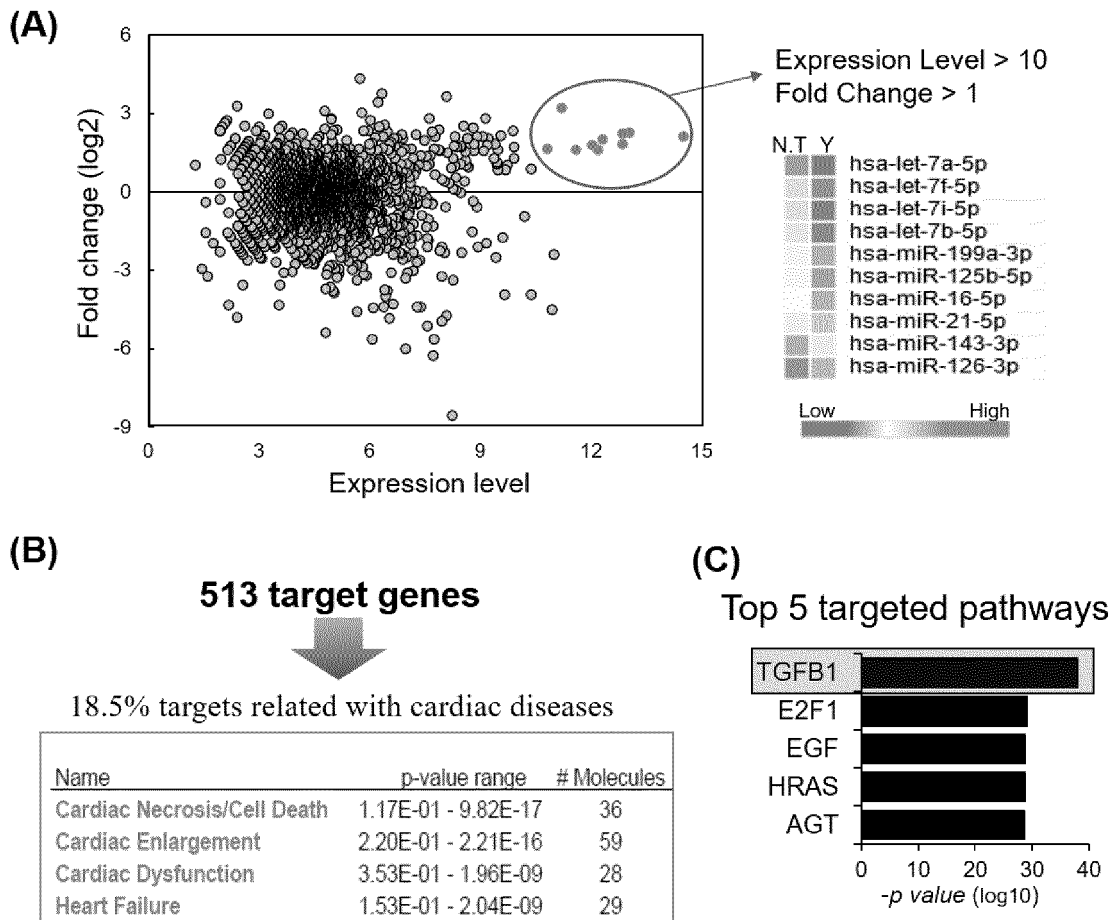 (A)
6
3
0
-3
-6
-9
Fold change (log2)
0 3 6 9 12 15
Expression level
Expression Level > 10
Fold Change > 1
N.T Y
hsa-let-7a-5p
hsa-let-7f-5p
hsa-let-7i-5p
hsa-let-7b-5p
hsa-miR-199a-3p
hsa-miR-125b-5p
hsa-miR-16-5p
hsa-miR-21-5p
hsa-miR-143-3p
hsa-miR-126-3p
Low High
(B)
513 target genes
18.5% targets related with cardiac diseases
Name p-value range # Molecules
Cardiac Necrosis/Cell Death 1.17E-01 - 9.82E-17 36
Cardiac Enlargement 2.20E-01 - 2.21E-16 59
Cardiac Dysfunction 3.53E-01 - 1.96E-09 28
Heart Failure 1.53E-01 - 2.04E-09 29
(C)
Top 5 targeted pathways
TGFB1
E2F1
EGF
HRAS
AGT
0 10 20 30 40
-p value (log10)